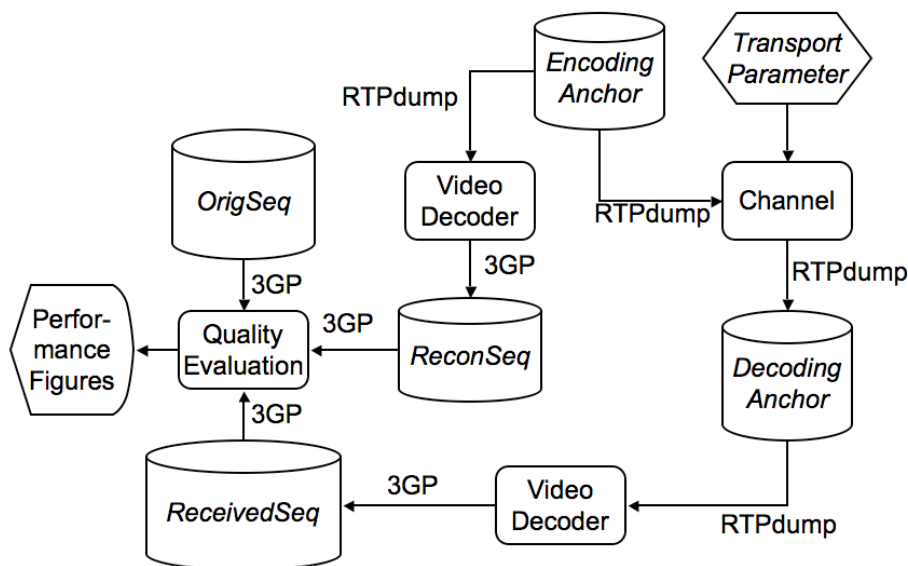 Encoding
Anchor
Transport
Parameter
RTPdump
OrigSeq
Video
Decoder
RTPdump
Channel
3GP
3GP
RTPdump
Perfor-
mance
Figures
Quality
Evaluation
3GP
ReconSeq
Decoding
Anchor
3GP
ReceivedSeq
3GP
Video
Decoder
RTPdump